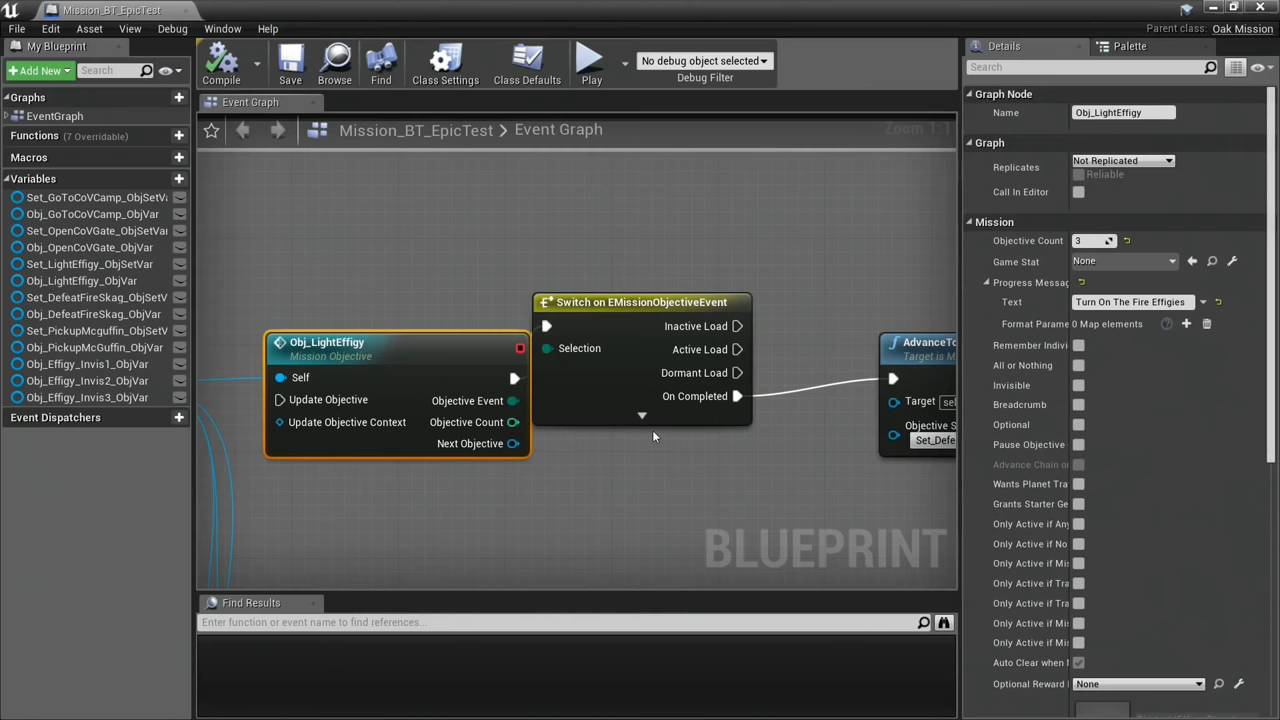 Mission_BT_EpicTest
File Edit Asset View Debug Window Help
Parent class: Oak Mission
My Blueprint
Add New Search
Graphs
EventGraph
Functions (7 Overridable)
Macros
Variables
Set_GoToCoVCamp_ObjSetVa
Obj_GoToCoVCamp_ObjVar
Set_OpenCoVGate_ObjSetVar
Obj_OpenCoVGate_ObjVar
Set_LightEffigy_ObjSetVar
Obj_LightEffigy_ObjVar
Set_DefeatFireSkag_ObjSetV
Obj_DefeatFireSkag_ObjVar
Set_PickupMcguffin_ObjSetV
Obj_PickupMcGuffin_ObjVar
Obj_Effigy_Invis1_ObjVar
Obj_Effigy_Invis2_ObjVar
Obj_Effigy_Invis3_ObjVar
Event Dispatchers
Compile Save Browse Find Class Settings Class Defaults Play
No debug object selected
Debug Filter
Event Graph
Mission_BT_EpicTest > Event Graph
Zoom 1:1
Obj_LightEffigy
Mission Objective
Self
Update Objective
Objective Event
Update Objective Context
Objective Count
Next Objective
Switch on EMissionObjectiveEvent
Inactive Load
Selection
Active Load
Dormant Load
On Completed
AdvanceTo
Target is M
Target sel
Objective S
Set_Defe
BLUEPRINT
Find Results
Enter function or event name to find references...
Details Palette
Search
Graph Node
Name Obj_LightEffigy
Graph
Replicates Not Replicated
Reliable
Call In Editor
Mission
Objective Count 3
Game Stat None
Progress Messag
Text Turn On The Fire Effigies
Format Parame 0 Map elements
Remember Indivi
All or Nothing
Invisible
Breadcrumb
Optional
Pause Objective
Advance Chain or
Wants Planet Tra
Grants Starter Ge
Only Active if Any
Only Active if No
Only Active if Mis
Only Active if Tra
Only Active if Tra
Only Active if Mis
Only Active if Mis
Auto Clear when
Optional Reward None